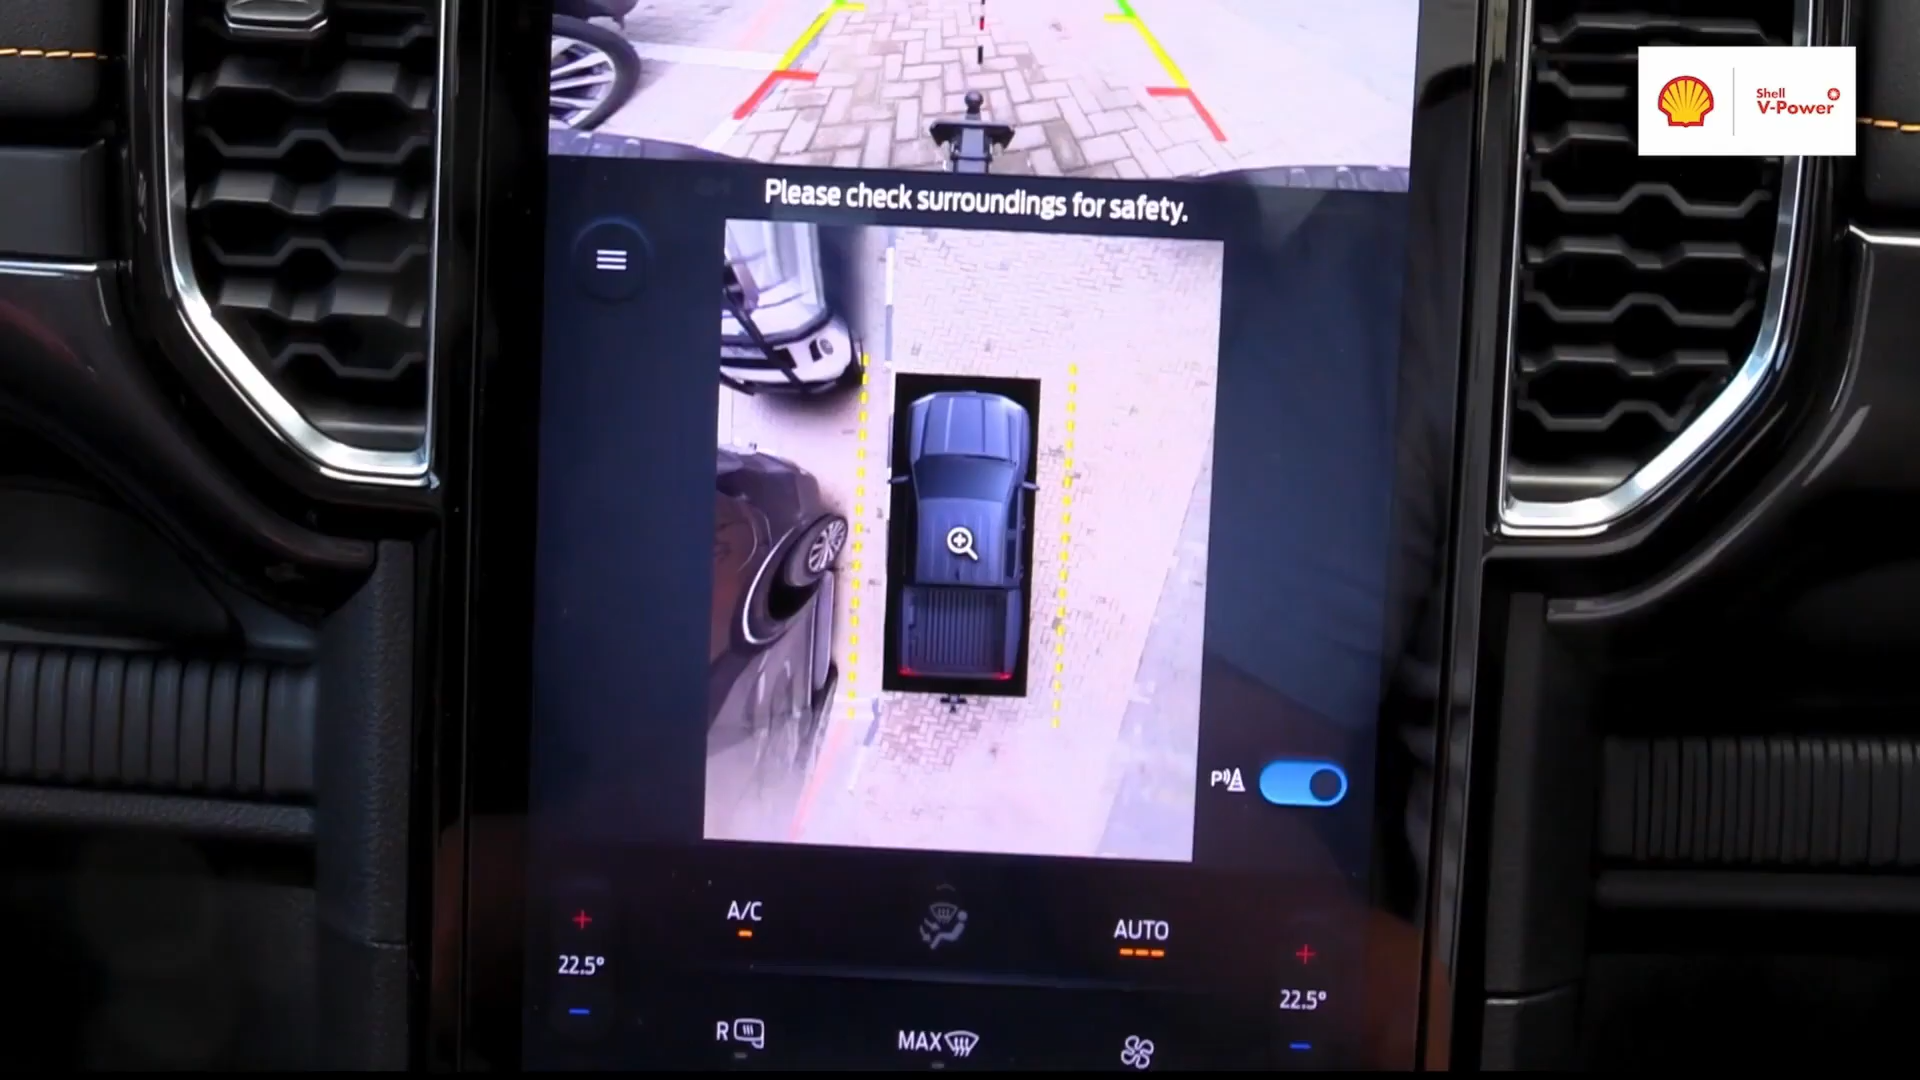 Shell
V-Power
Please check surroundings for safety.
P
A/C
AUTO
22.5°
22.5°
R
MAX